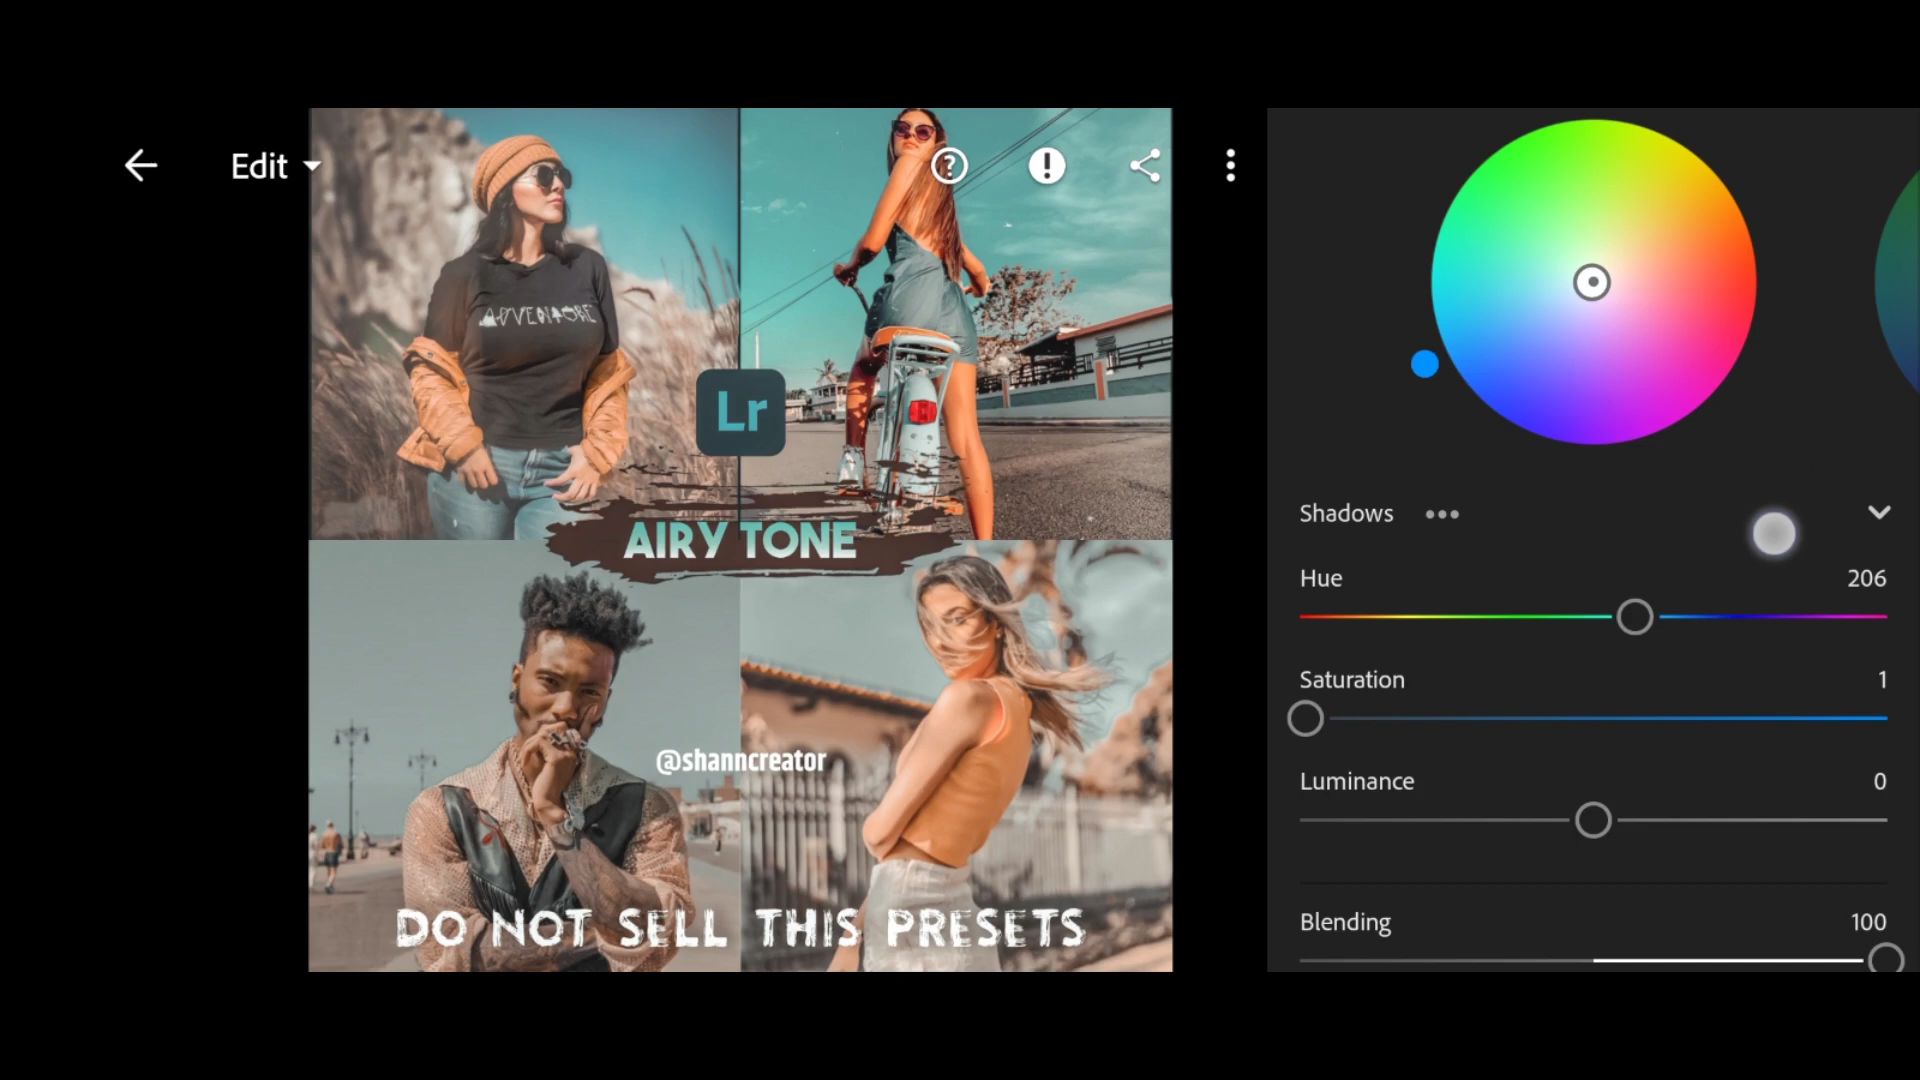 Edit
ADVENTURE
Lr
AIRY TONE
@shanncreator
DO NOT SELL THIS PRESETS
Shadows
Hue 206
Saturation 1
Luminance 0
Blending 100